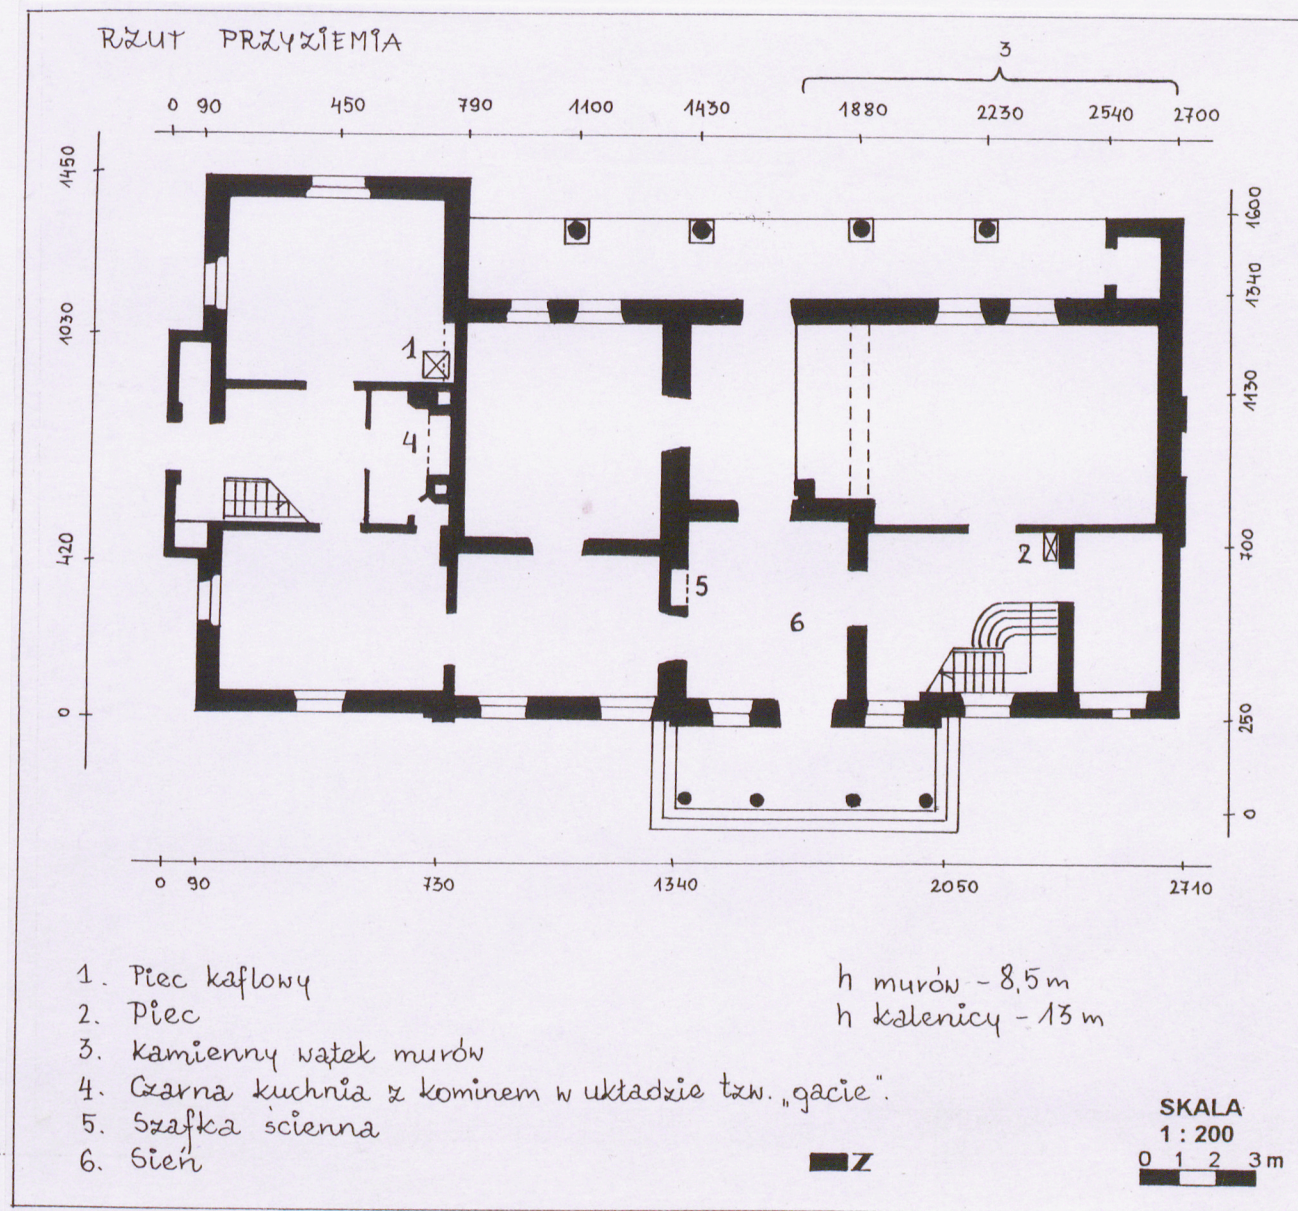 RZUT PRZYZIEMIA
3
0 90 450 790 1100 1430 1880 2230 2540 2700
1450
1030
420
0
1600
1340
1130
700
250
0
1
4
5
6
2
0 90 730 1340 2050 2710
1. Piec kaflowy
2. Piec
3. kamienny wątek murów
4. Czarna kuchnia z kominem w układzie tzw. „gacie”.
5. Szafka ścienna
6. Sień
h murów - 8,5 m
h kalenicy - 13 m
Z
SKALA
1 : 200
0 1 2 3 m